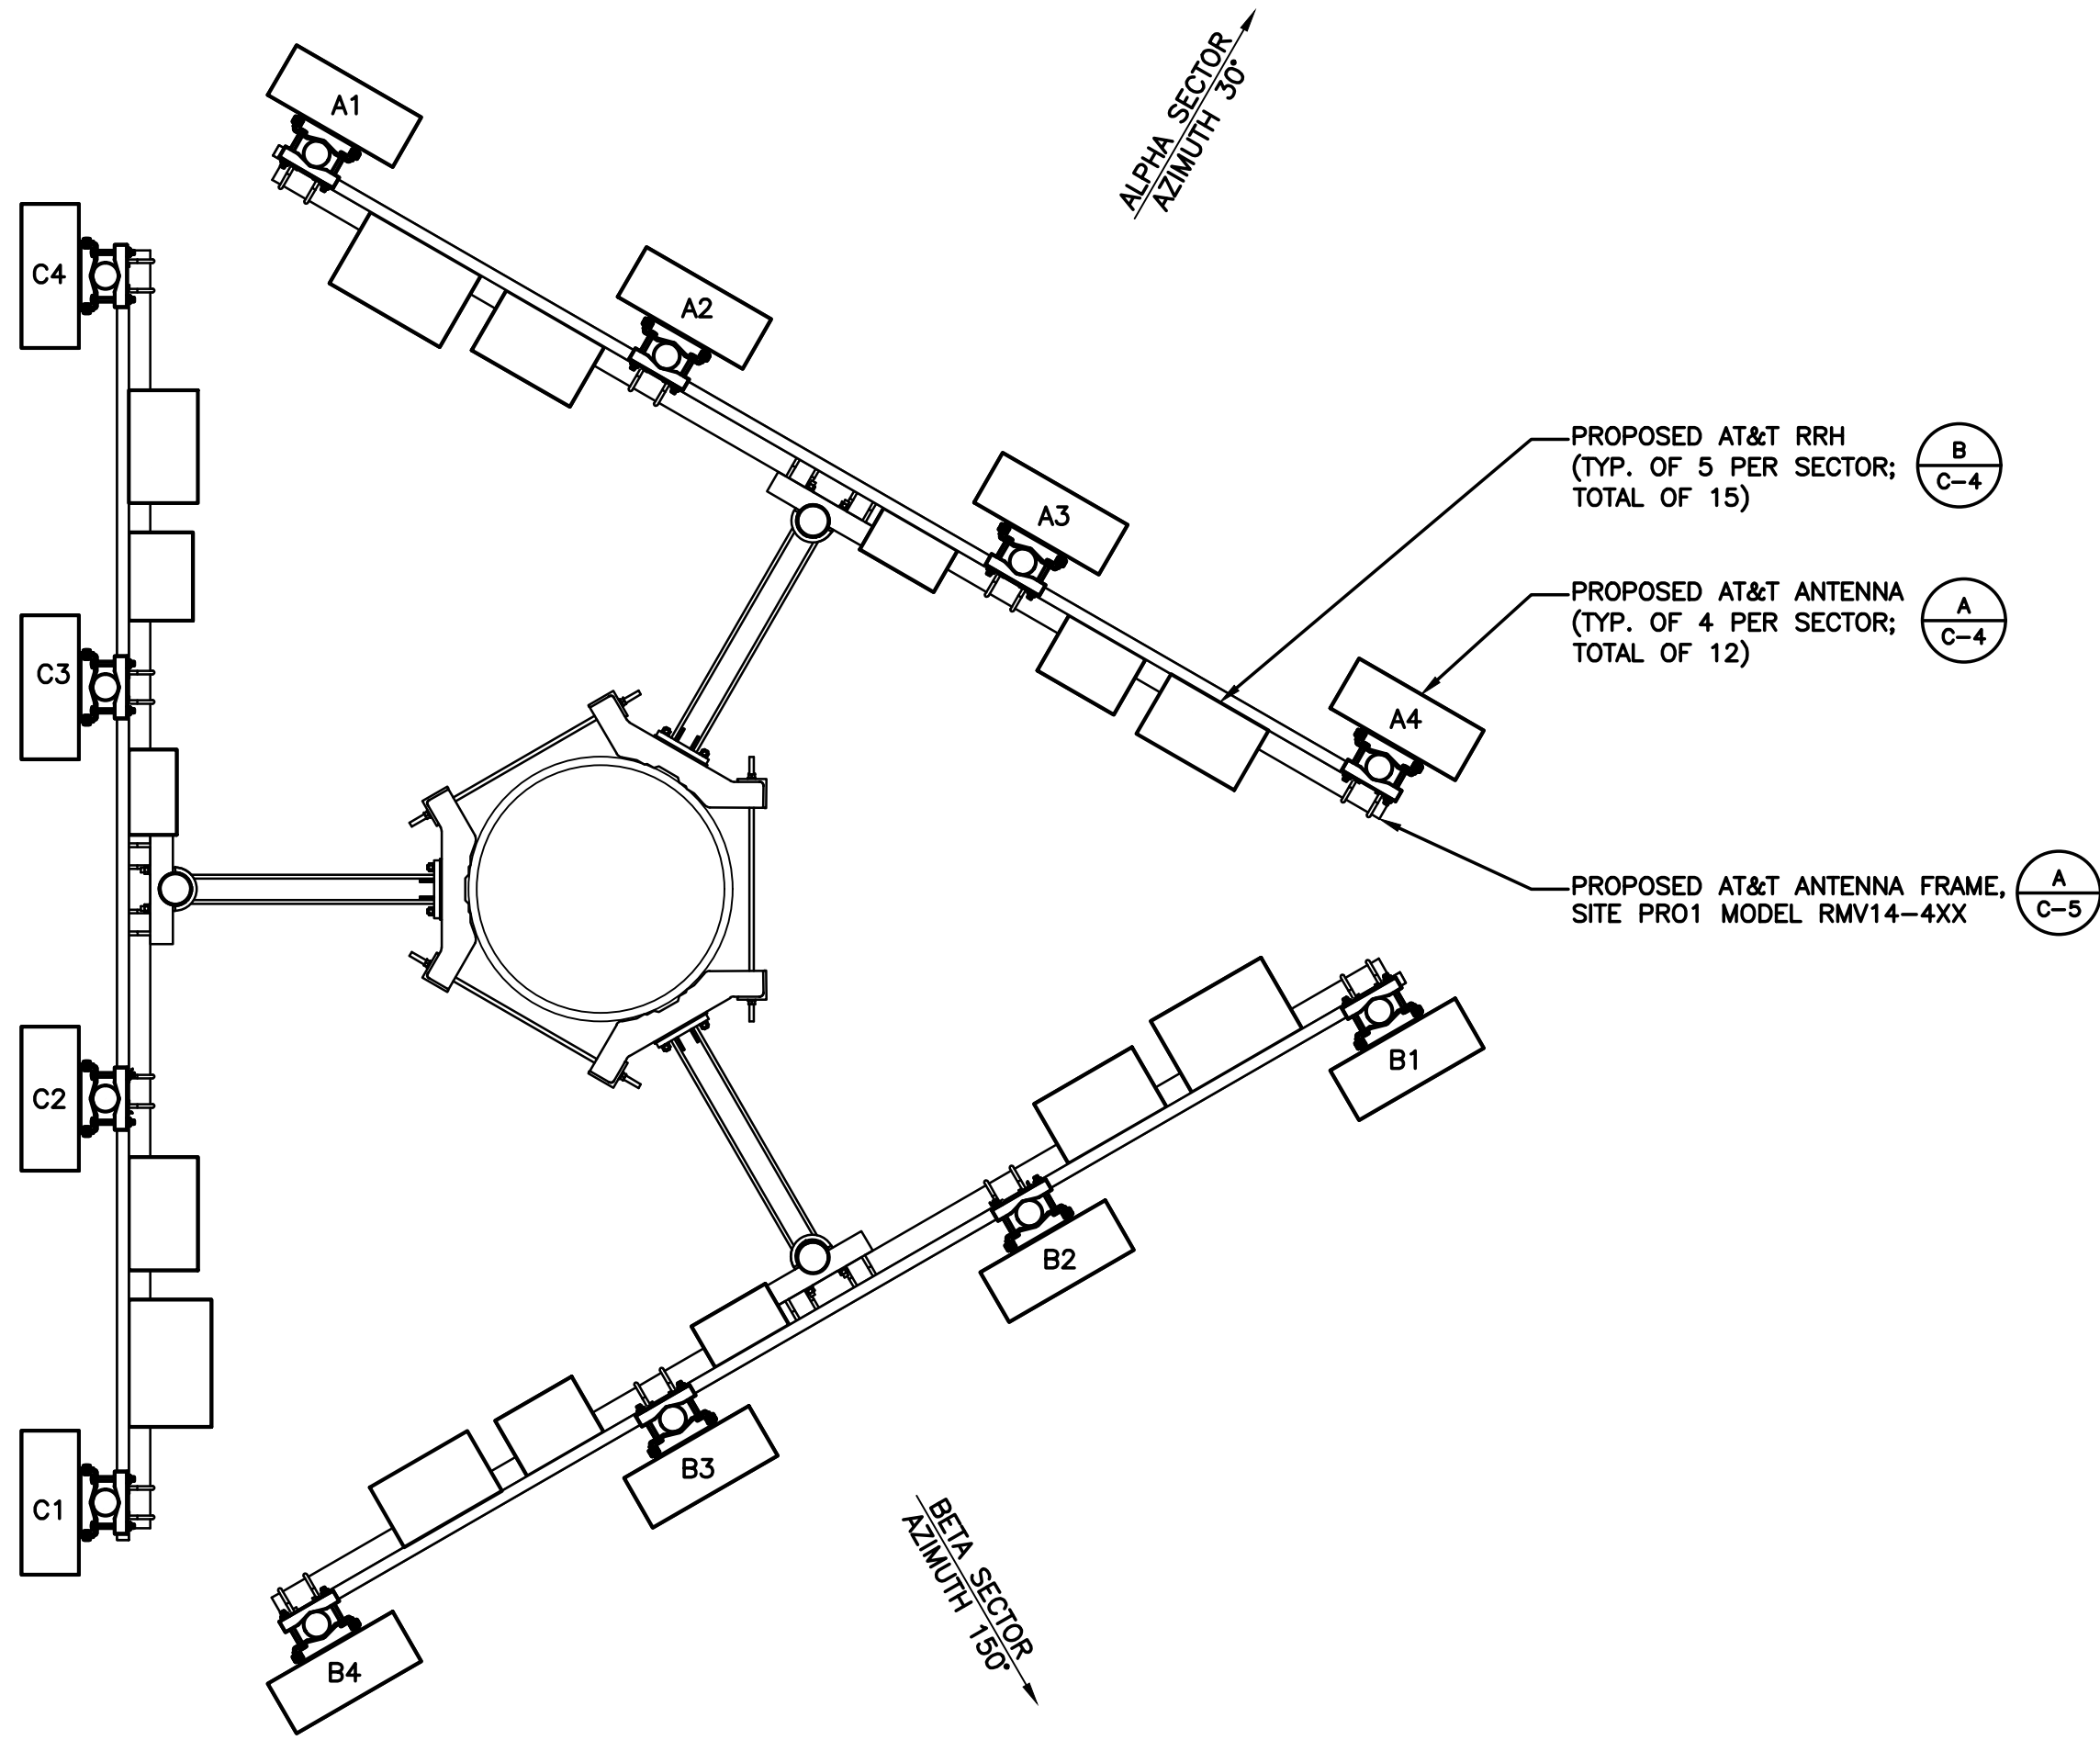 ALPHA SECTOR
AZIMUTH 30°
A1
A2
A3
A4
C4
C3
C2
C1
PROPOSED AT&T RRH
(TYP. OF 5 PER SECTOR;
TOTAL OF 15)
B
C-4
PROPOSED AT&T ANTENNA
(TYP. OF 4 PER SECTOR;
TOTAL OF 12)
A
C-4
PROPOSED AT&T ANTENNA FRAME,
SITE PRO1 MODEL RMV14-4XX
A
C-5
B1
B2
B3
B4
BETA SECTOR
AZIMUTH 150°